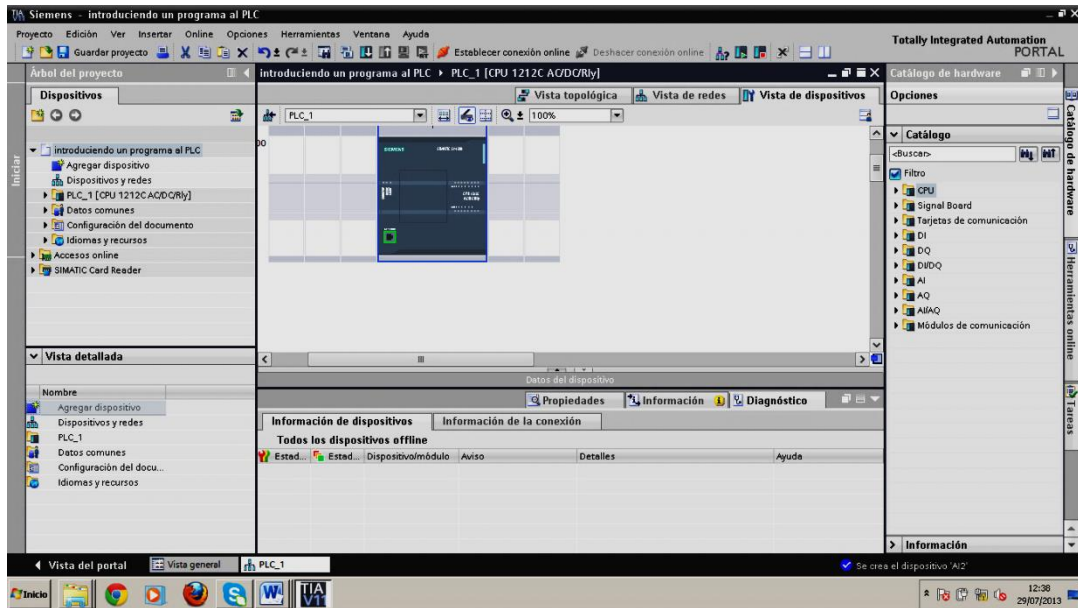 Siemens - introduciendo un programa al PLC
Proyecto Edición Ver Insertar Online Opciones Herramientas Ventana Ayuda
Guardar proyecto Establecer conexión online Deshacer conexión online
Totally Integrated Automation
PORTAL
Árbol del proyecto
introduciendo un programa al PLC ▸ PLC_1 [CPU 1212C AC/DC/Rly]
Catálogo de hardware
Dispositivos
Vista topológica Vista de redes Vista de dispositivos
Opciones
PLC_1 100%
Catálogo
<Buscar>
Filtro
CPU
Signal Board
Tarjetas de comunicación
DI
DQ
DI/DQ
AI
AQ
AI/AQ
Módulos de comunicación
Iniciar
introduciendo un programa al PLC
Agregar dispositivo
Dispositivos y redes
PLC_1 [CPU 1212C AC/DC/Rly]
Datos comunes
Configuración del documento
Idiomas y recursos
Accesos online
SIMATIC Card Reader
SIEMENS
Catálogo de hardware
Herramientas online
Tareas
Vista detallada
Nombre
Agregar dispositivo
Dispositivos y redes
PLC_1
Datos comunes
Configuración del docu...
Idiomas y recursos
Datos del dispositivo
Propiedades Información Diagnóstico
Información de dispositivos Información de la conexión
Todos los dispositivos offline
Estad... Estad... Dispositivo/módulo Aviso Detalles Ayuda
Información
Vista del portal Vista general PLC_1
Se crea el dispositivo 'AI2'
Inicio
TIA
V11
12:38
29/07/2013